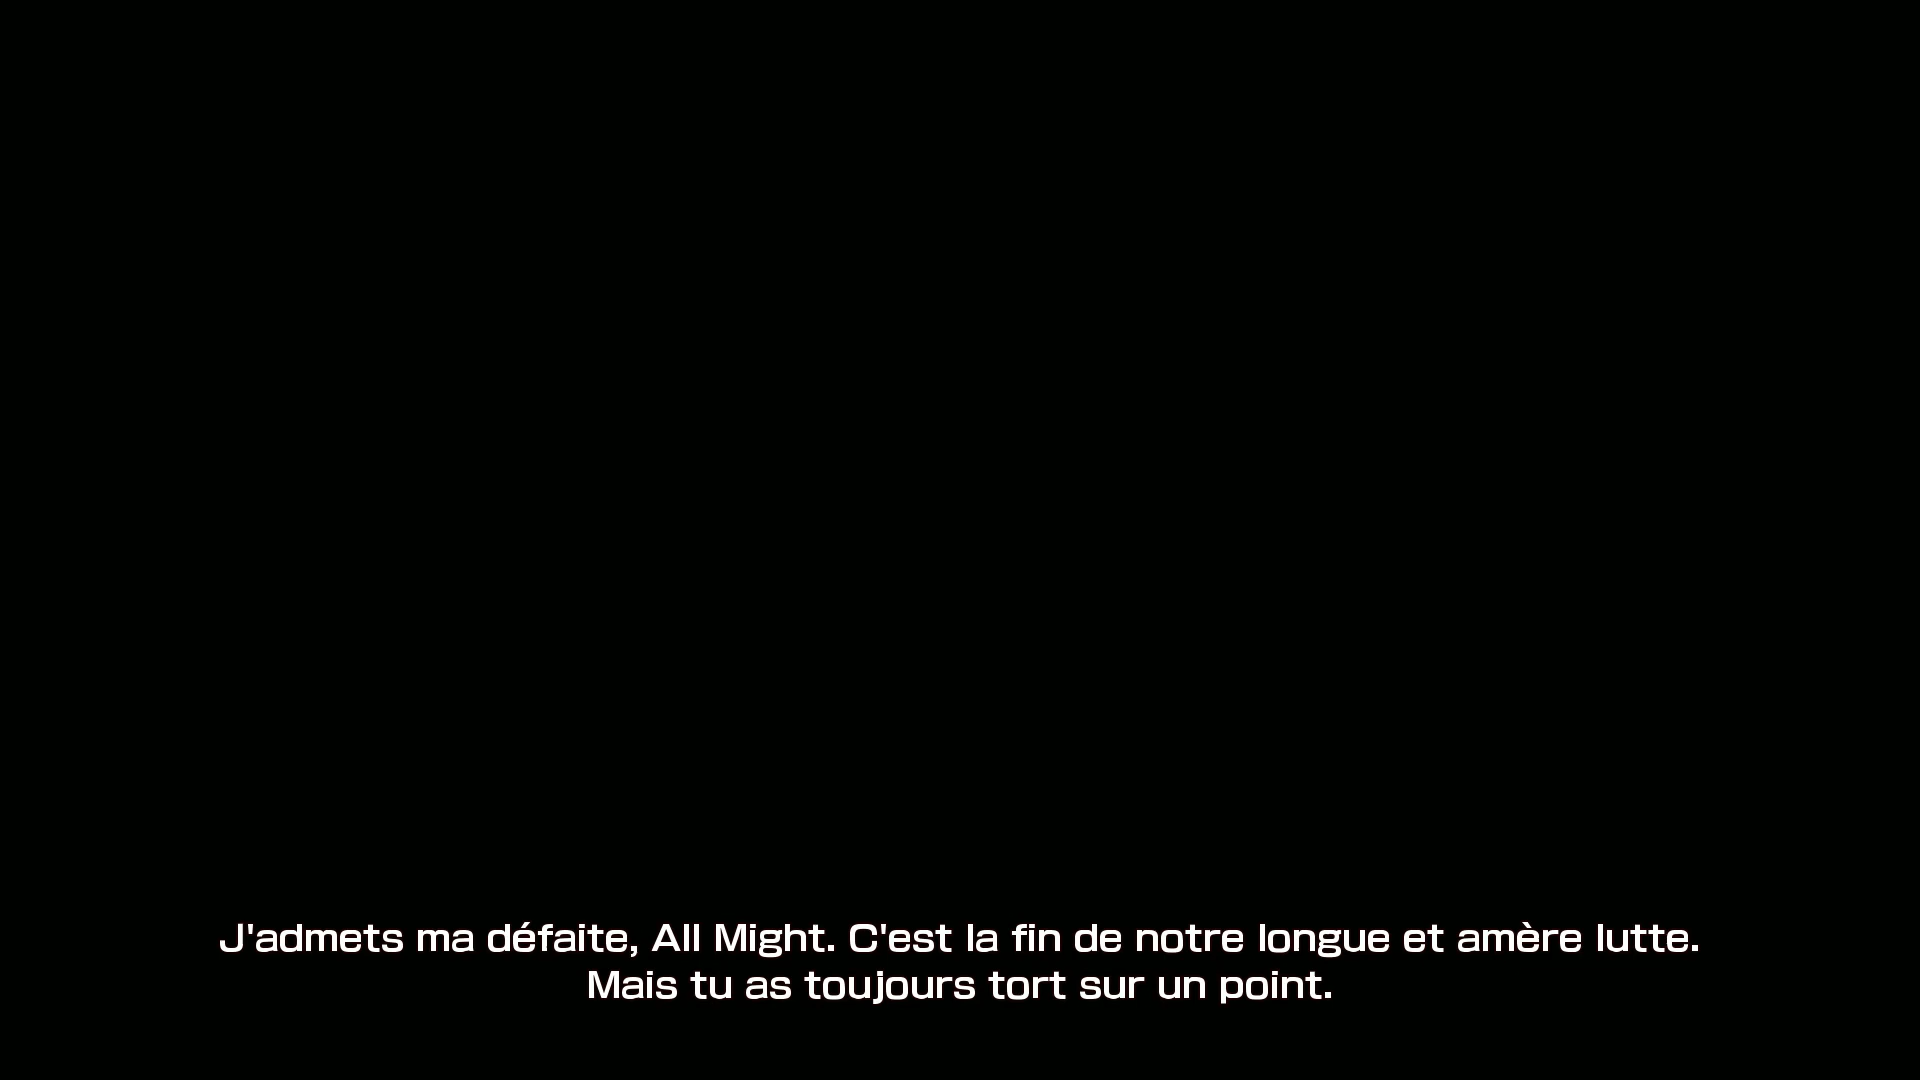 J'admets ma défaite, All Might. C'est la fin de notre longue et amère lutte.
Mais tu as toujours tort sur un point.